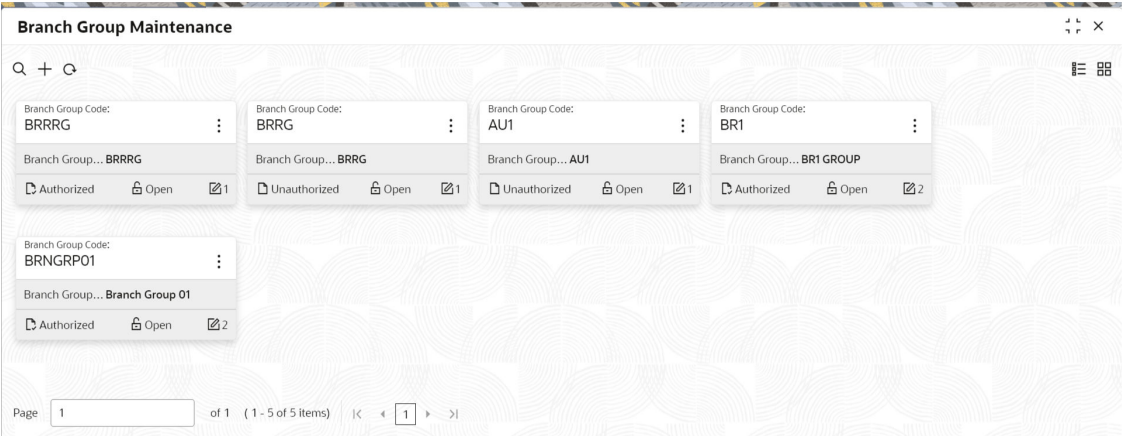 Branch Group Maintenance
Branch Group Code:
BRRRG
Branch Group... BRRRG
Authorized Open 1
Branch Group Code:
BRRG
Branch Group... BRRG
Unauthorized Open 1
Branch Group Code:
AU1
Branch Group... AU1
Unauthorized Open 1
Branch Group Code:
BR1
Branch Group... BR1 GROUP
Authorized Open 2
Branch Group Code:
BRNGRP01
Branch Group... Branch Group 01
Authorized Open 2
Page 1 of 1 ( 1 - 5 of 5 items) 1